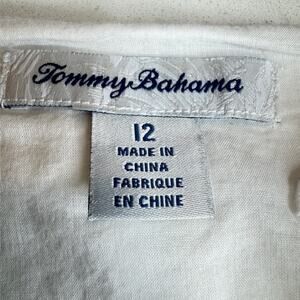 Tommy Bahama
12
MADE IN
CHINA
FABRIQUE
EN CHINE